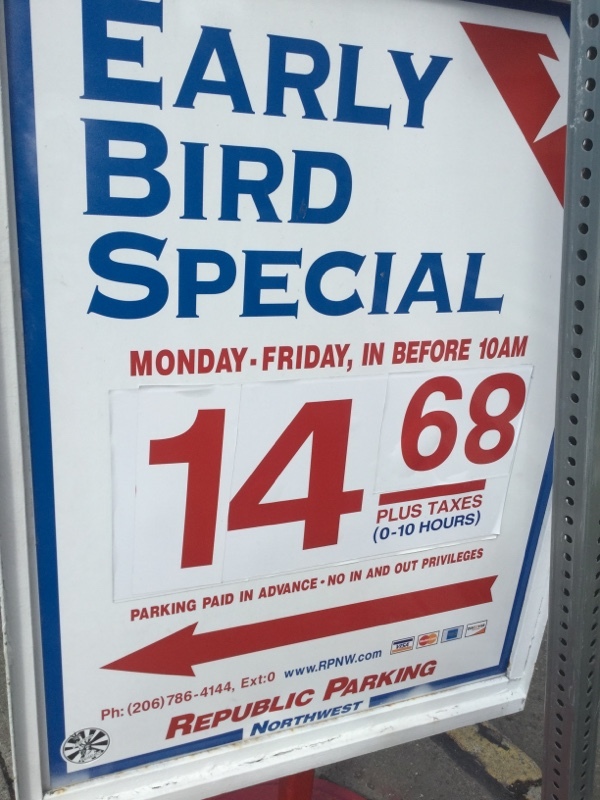 EARLY
BIRD
SPECIAL
MONDAY-FRIDAY, IN BEFORE 10AM
14 68
PLUS TAXES
(0-10 HOURS)
PARKING PAID IN ADVANCE • NO IN AND OUT PRIVILEGES
Ph: (206)786-4144, Ext:0 www.RPNW.com VISA
REPUBLIC PARKING
NORTHWEST